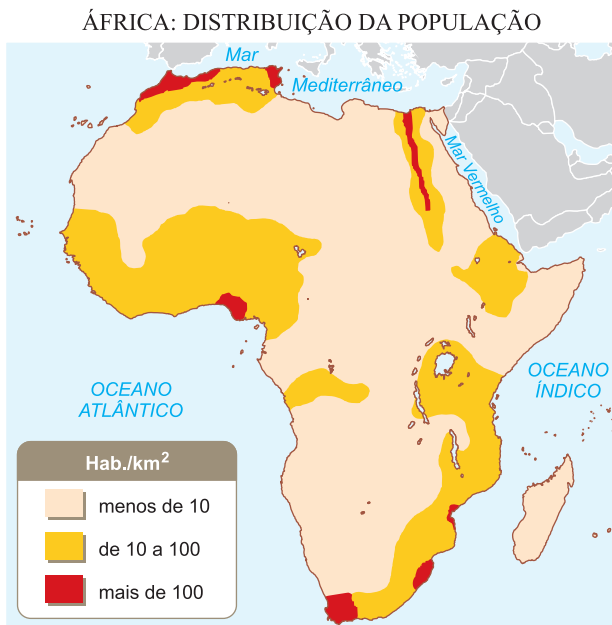 ÁFRICA: DISTRIBUIÇÃO DA POPULAÇÃO
Mar
Mediterrâneo
Mar Vermelho
OCEANO
ATLÂNTICO
OCEANO
ÍNDICO
Hab./km²
menos de 10
de 10 a 100
mais de 100